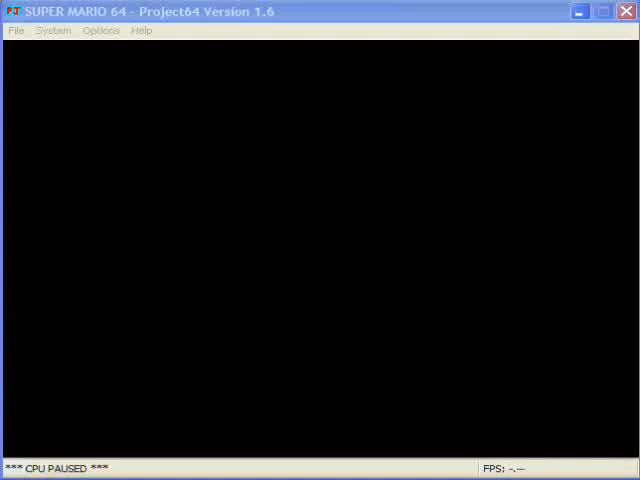 SUPER MARIO 64 - Project64 Version 1.6
File System Options Help
*** CPU PAUSED *** FPS: -.--